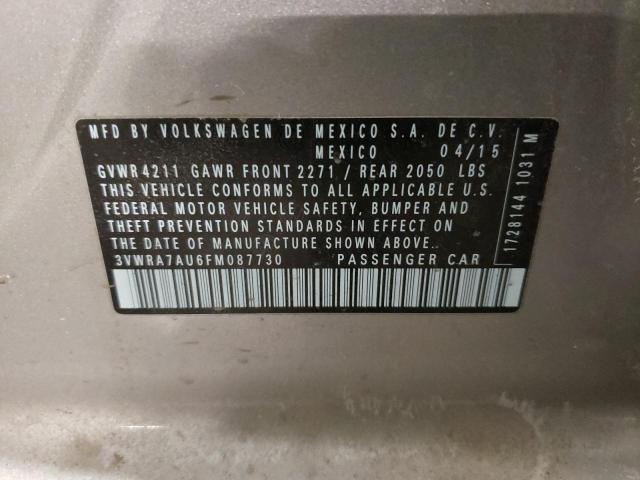 MFD BY VOLKSWAGEN DE MEXICO S.A. DE C.V.
MEXICO 04/15
GVWR 4211 GAWR FRONT 2271 / REAR 2050 LBS
THIS VEHICLE CONFORMS TO ALL APPLICABLE U.S.
FEDERAL MOTOR VEHICLE SAFETY, BUMPER AND
THEFT PREVENTION STANDARDS IN EFFECT ON
THE DATE OF MANUFACTURE SHOWN ABOVE..
3VWRA7AU6FM087730 PASSENGER CAR
1728144 1031 M